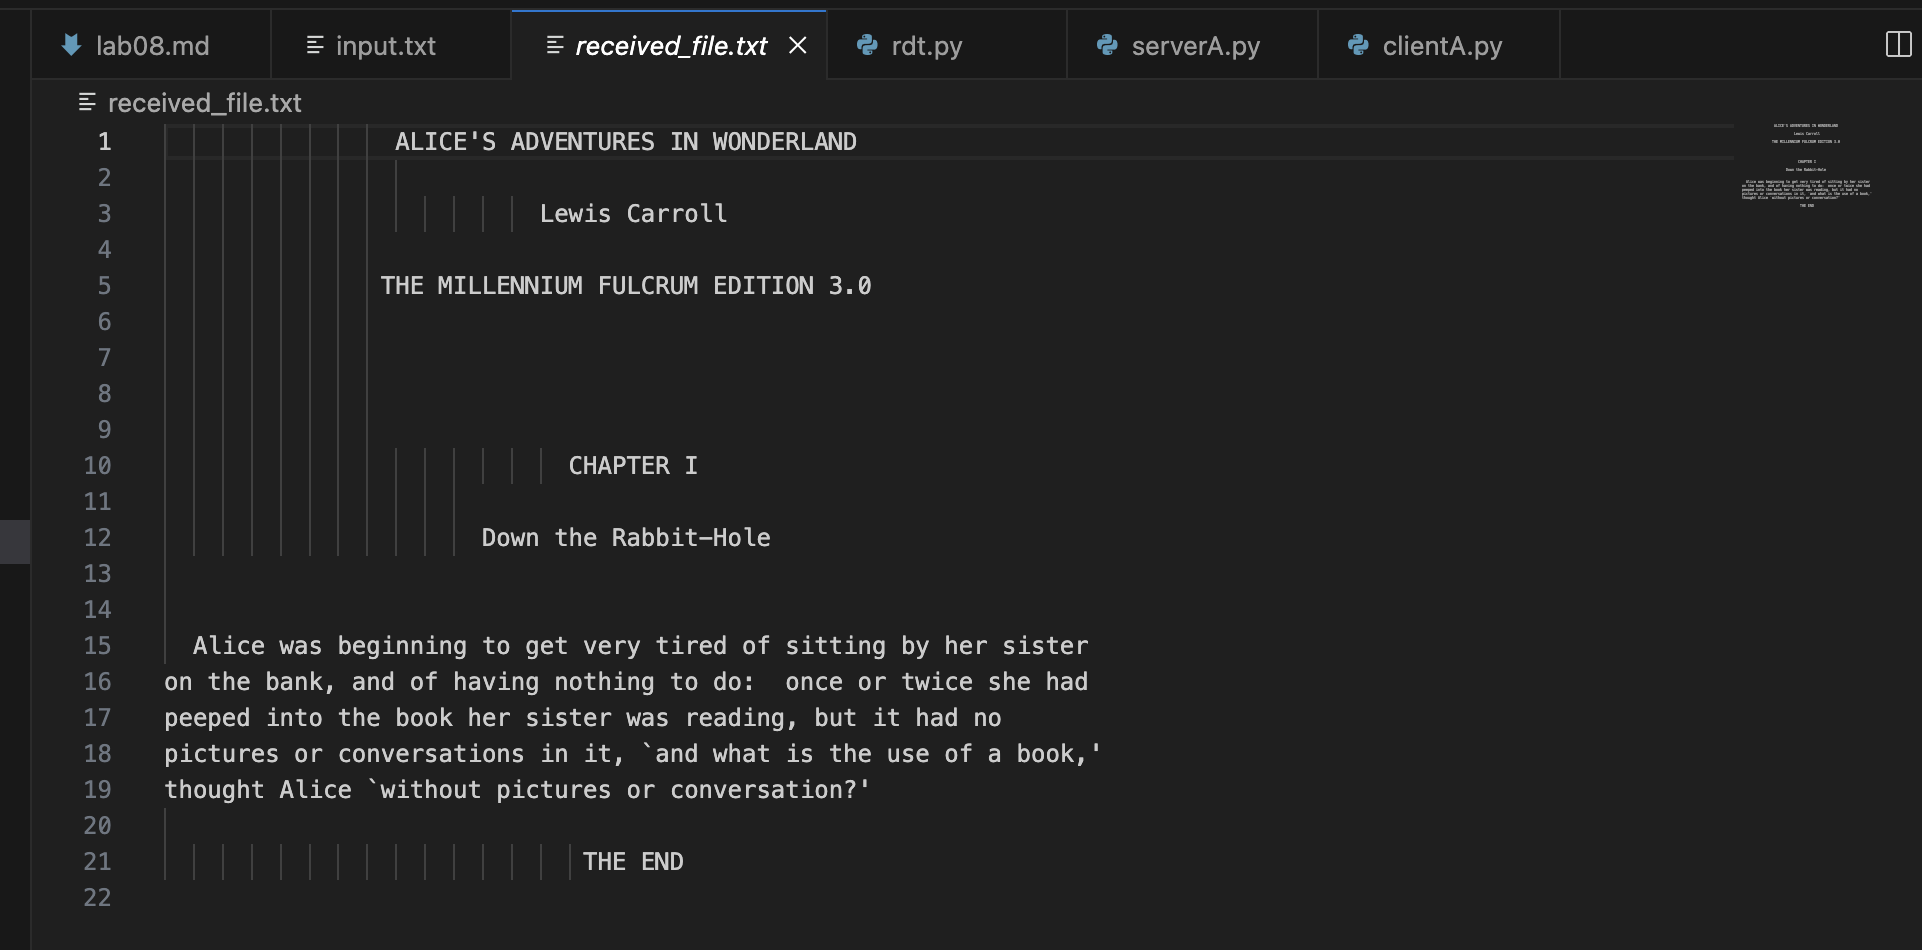 lab08.md input.txt received_file.txt rdt.py serverA.py clientA.py
received_file.txt
1 ALICE'S ADVENTURES IN WONDERLAND
2
3 Lewis Carroll
4
5 THE MILLENNIUM FULCRUM EDITION 3.0
6
7
8
9
10 CHAPTER I
11
12 Down the Rabbit-Hole
13
14
15 Alice was beginning to get very tired of sitting by her sister
16 on the bank, and of having nothing to do:  once or twice she had
17 peeped into the book her sister was reading, but it had no
18 pictures or conversations in it, `and what is the use of a book,'
19 thought Alice `without pictures or conversation?'
20
21 THE END
22